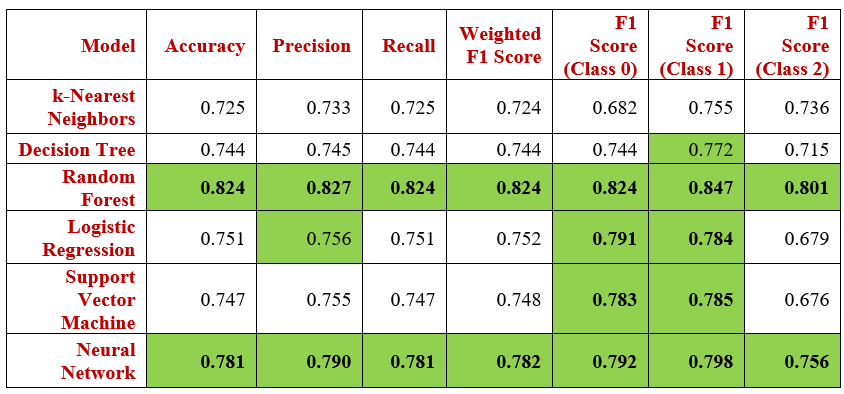 Model Accuracy Precision Recall Weighted F1 Score F1 Score (Class 0) F1 Score (Class 1) F1 Score (Class 2)
k-Nearest Neighbors 0.725 0.733 0.725 0.724 0.682 0.755 0.736
Decision Tree 0.744 0.745 0.744 0.744 0.744 0.772 0.715
Random Forest 0.824 0.827 0.824 0.824 0.824 0.847 0.801
Logistic Regression 0.751 0.756 0.751 0.752 0.791 0.784 0.679
Support Vector Machine 0.747 0.755 0.747 0.748 0.783 0.785 0.676
Neural Network 0.781 0.790 0.781 0.782 0.792 0.798 0.756